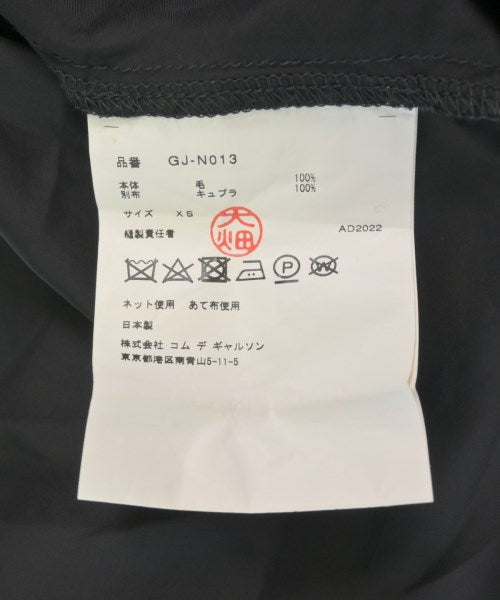 品番 GJ-N013
本体 毛 100%
別布 キュプラ 100%
サイズ XS
縫製責任者 大畑 AD2022
ネット使用 あて布使用
日本製
株式会社 コム デ ギャルソン
東京都港区南青山5-11-5